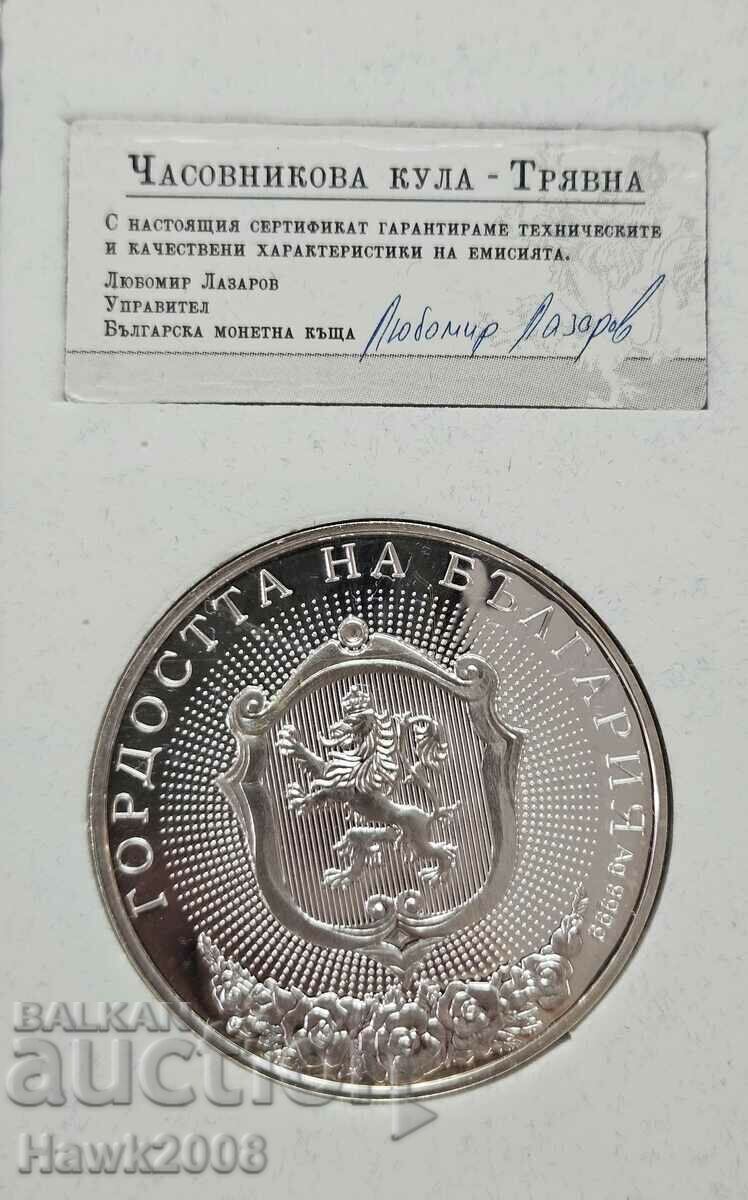 Часовникова кула - Трявна
С настоящия сертификат гарантираме техническите
и качествени характеристики на емисията.
Любомир Лазаров
Управител
Българска монетна къща
Любомир Лазаров
ГОРДОСТТА НА БЪЛГАРИЯ
Ag 999
BALKAN
auction
Hawk2008